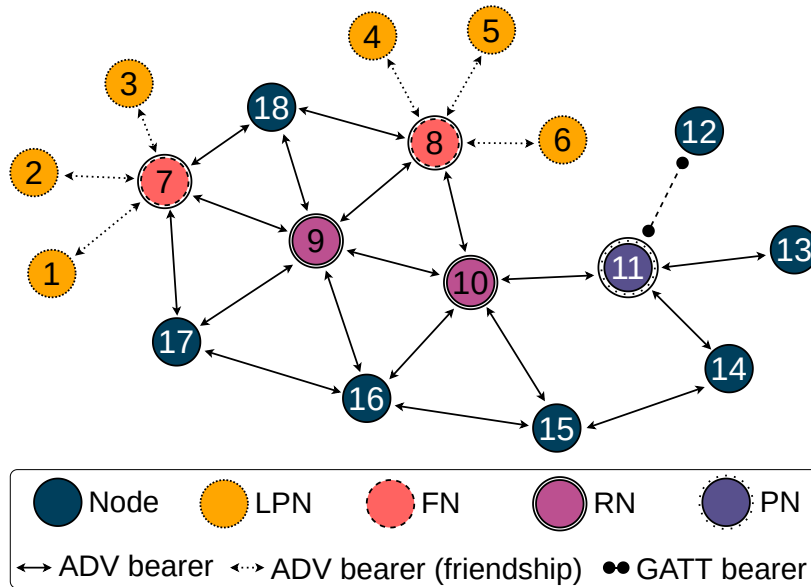 4
5
3
18
12
2
7
8
6
9
13
1
10
11
17
14
16
15
Node
LPN
FN
RN
PN
ADV bearer
ADV bearer (friendship)
GATT bearer